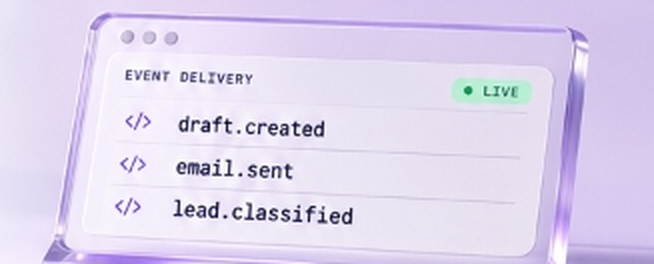 EVENT DELIVERY
LIVE
</> draft.created
</> email.sent
</> lead.classified